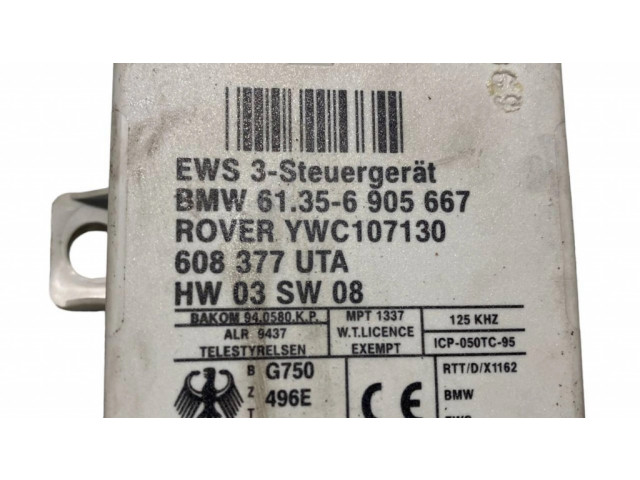 EWS 3-Steuergerät
BMW 61.35-6 905 667
ROVER YWC107130
608 377 UTA
HW 03 SW 08
BAKOM 94.0580.K.P.
ALR 9437
TELESTYRELSEN
MPT 1337
W.T.LICENCE
EXEMPT
125 KHZ
ICP-050TC-95
B
Z
T
G750
496E
CE
RTT/D/X1162
BMW
EWS